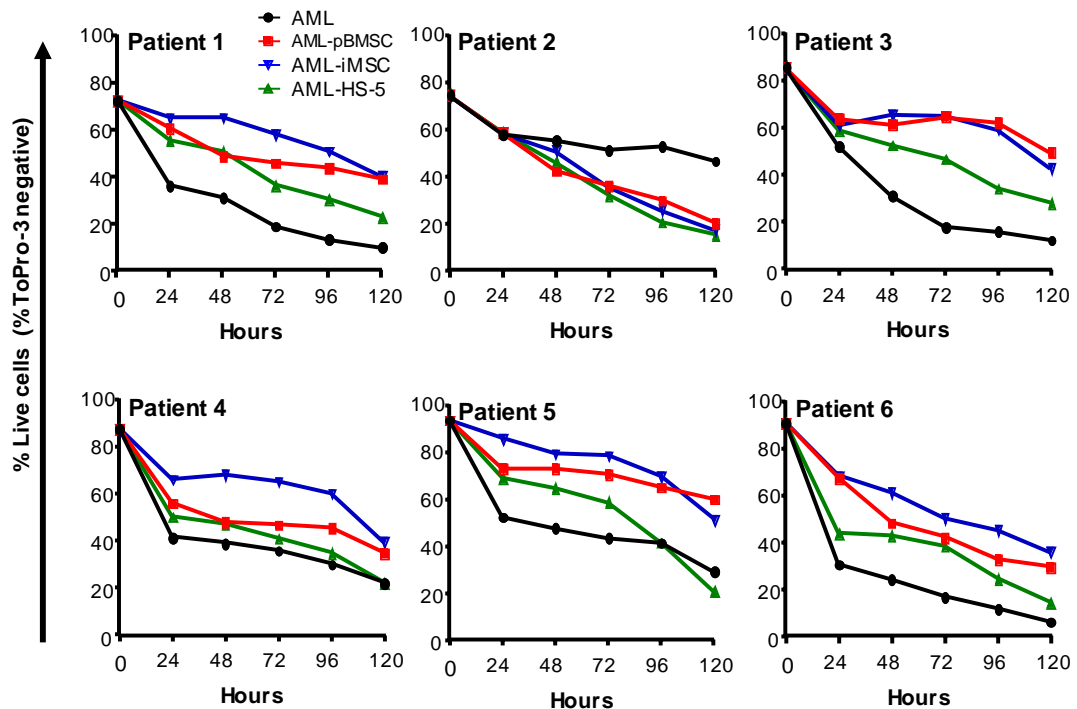 AML
AML-pBMSC
AML-iMSC
AML-HS-5
% Live cells (%ToPro-3 negative)
Patient 1
100
80
60
40
20
0
0 24 48 72 96 120
Hours
Patient 2
100
80
60
40
20
0
0 24 48 72 96 120
Hours
Patient 3
100
80
60
40
20
0
0 24 48 72 96 120
Hours
Patient 4
100
80
60
40
20
0
0 24 48 72 96 120
Hours
Patient 5
100
80
60
40
20
0
0 24 48 72 96 120
Hours
Patient 6
100
80
60
40
20
0
0 24 48 72 96 120
Hours